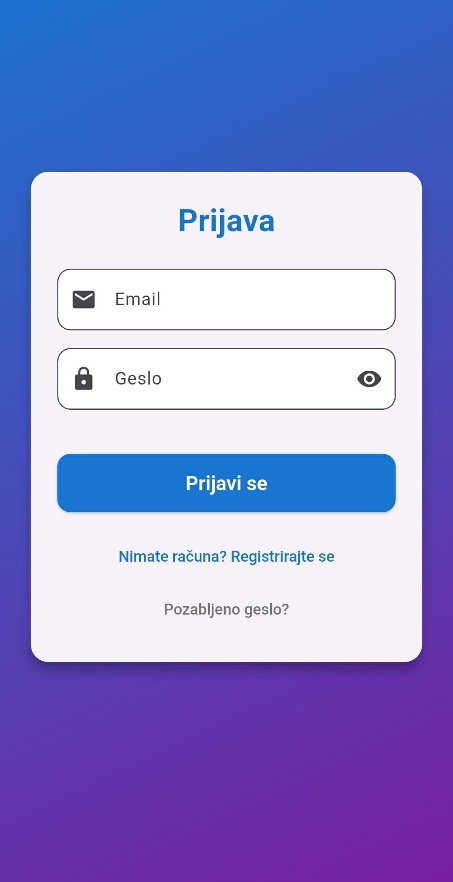 Prijava
Email
Geslo
Prijavi se
Nimate računa? Registrirajte se
Pozabljeno geslo?